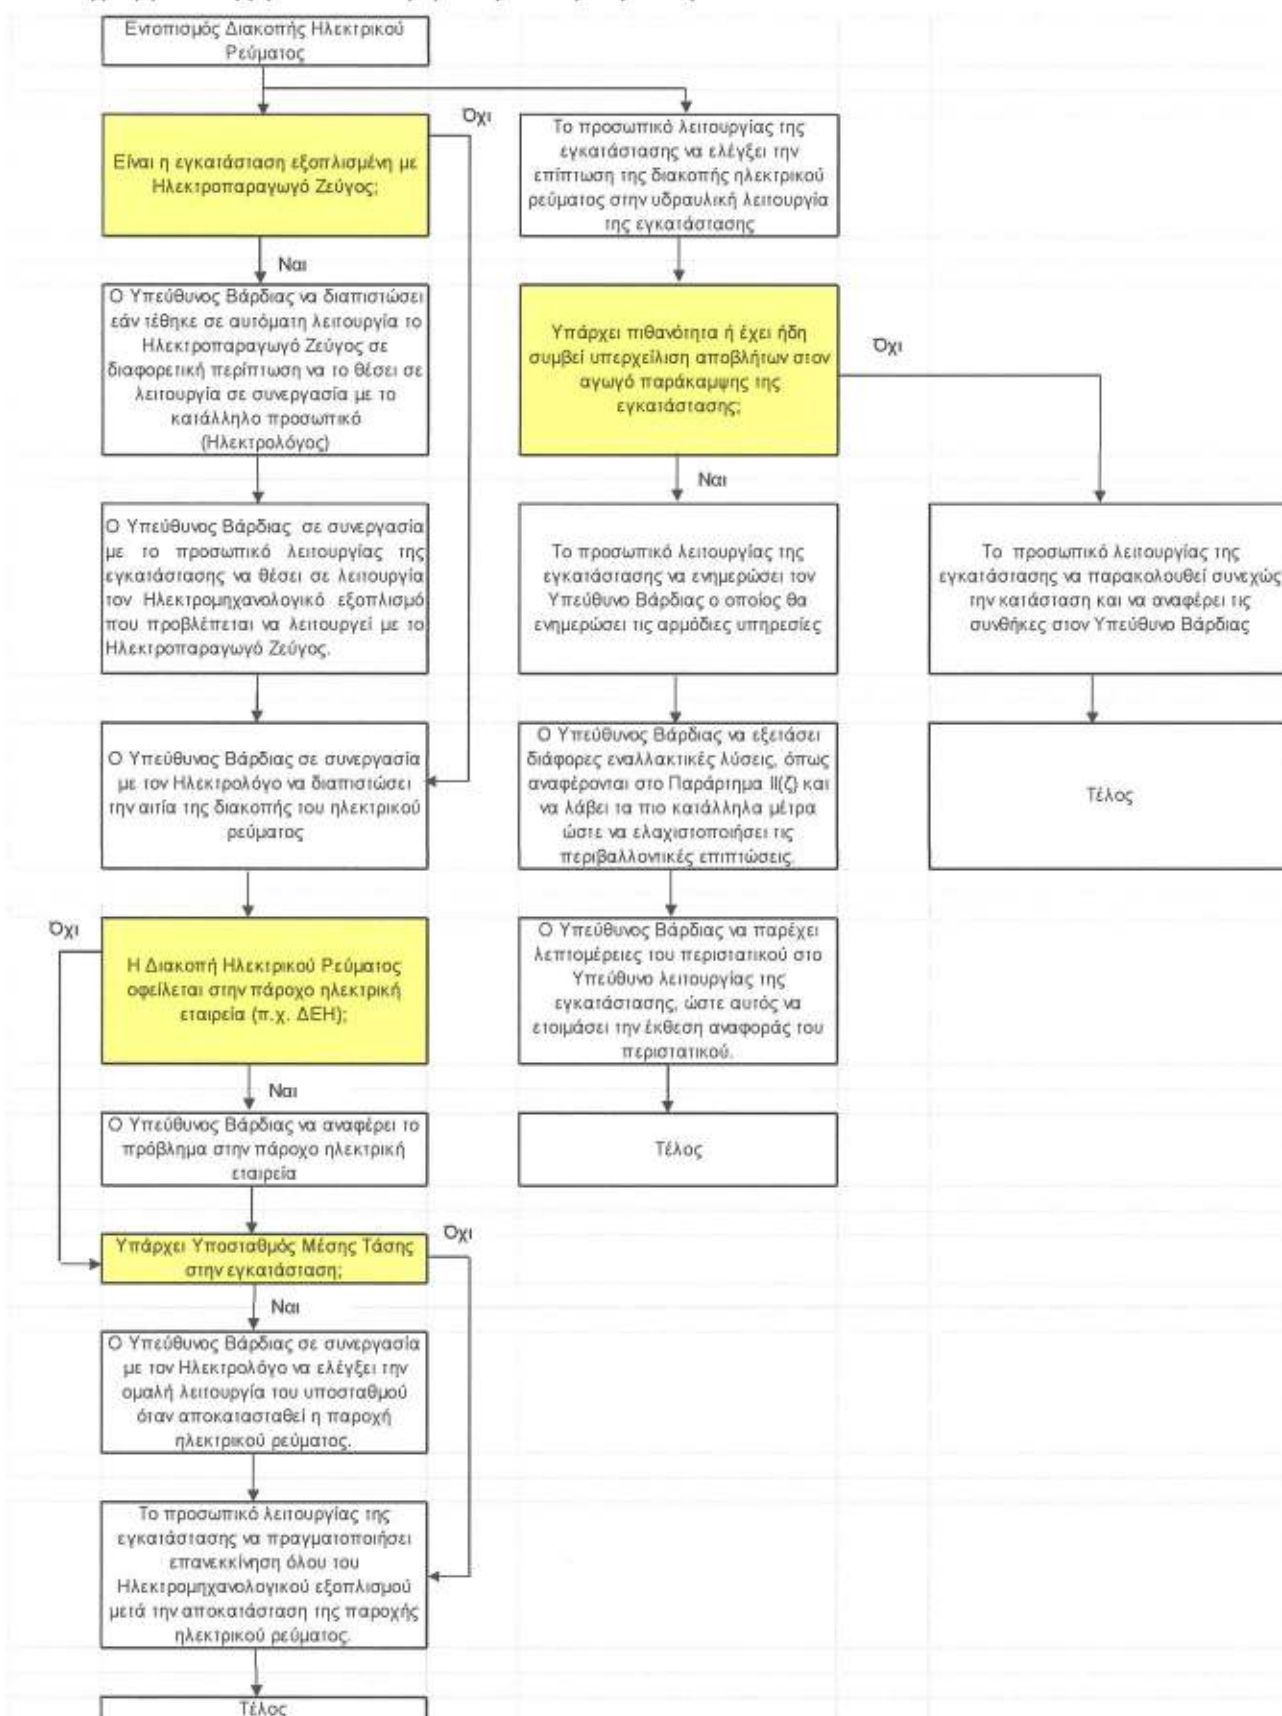 Εντοπισμός Διακοπής Ηλεκτρικού
Ρεύματος
Όχι
Είναι η εγκατάσταση εξοπλισμένη με
Ηλεκτροπαραγωγό Ζεύγος;
Το προσωπικό λειτουργίας της
εγκατάστασης να ελέγξει την
επίπτωση της διακοπής ηλεκτρικού
ρεύματος στην υδραυλική λειτουργία
της εγκατάστασης
Ναι
Ο Υπεύθυνος Βάρδιας να διαπιστώσει
εάν τέθηκε σε αυτόματη λειτουργία το
Ηλεκτροπαραγωγό Ζεύγος σε
διαφορετική περίπτωση να το θέσει σε
λειτουργία σε συνεργασία με το
κατάλληλο προσωπικό
(Ηλεκτρολόγος)
Υπάρχει πιθανότητα ή έχει ήδη
συμβεί υπερχείλιση αποβλήτων στον
αγωγό παράκαμψης της
εγκατάστασης;
Όχι
Ναι
Ο Υπεύθυνος Βάρδιας σε συνεργασία
με το προσωπικό λειτουργίας της
εγκατάστασης να θέσει σε λειτουργία
τον Ηλεκτρομηχανολογικό εξοπλισμό
που προβλέπεται να λειτουργεί με το
Ηλεκτροπαραγωγό Ζεύγος.
Το προσωπικό λειτουργίας της
εγκατάστασης να ενημερώσει τον
Υπεύθυνο Βάρδιας ο οποίος θα
ενημερώσει τις αρμόδιες υπηρεσίες
Το προσωπικό λειτουργίας της
εγκατάστασης να παρακολουθεί συνεχώς
την κατάσταση και να αναφέρει τις
συνθήκες στον Υπεύθυνο Βάρδιας
Ο Υπεύθυνος Βάρδιας σε συνεργασία
με τον Ηλεκτρολόγο να διαπιστώσει
την αιτία της διακοπής του ηλεκτρικού
ρεύματος
Ο Υπεύθυνος Βάρδιας να εξετάσει
διάφορες εναλλακτικές λύσεις, όπως
αναφέρονται στο Παράρτημα ΙΙ(ζ) και
να λάβει τα πιο κατάλληλα μέτρα
ώστε να ελαχιστοποιήσει τις
περιβαλλοντικές επιπτώσεις.
Τέλος
Όχι
Η Διακοπή Ηλεκτρικού Ρεύματος
οφείλεται στην πάροχο ηλεκτρική
εταιρεία (π.χ. ΔΕΗ);
Ο Υπεύθυνος Βάρδιας να παρέχει
λεπτομέρειες του περιστατικού στο
Υπεύθυνο λειτουργίας της
εγκατάστασης, ώστε αυτός να
ετοιμάσει την έκθεση αναφοράς του
περιστατικού.
Ναι
Ο Υπεύθυνος Βάρδιας να αναφέρει το
πρόβλημα στην πάροχο ηλεκτρική
εταιρεία
Τέλος
Υπάρχει Υποσταθμός Μέσης Τάσης
στην εγκατάσταση;
Όχι
Ναι
Ο Υπεύθυνος Βάρδιας σε συνεργασία
με τον Ηλεκτρολόγο να ελέγξει την
ομαλή λειτουργία του υποσταθμού
όταν αποκατασταθεί η παροχή
ηλεκτρικού ρεύματος.
Το προσωπικό λειτουργίας της
εγκατάστασης να πραγματοποιήσει
επανεκκίνηση όλου του
Ηλεκτρομηχανολογικού εξοπλισμού
μετά την αποκατάσταση της παροχής
ηλεκτρικού ρεύματος.
Τέλος